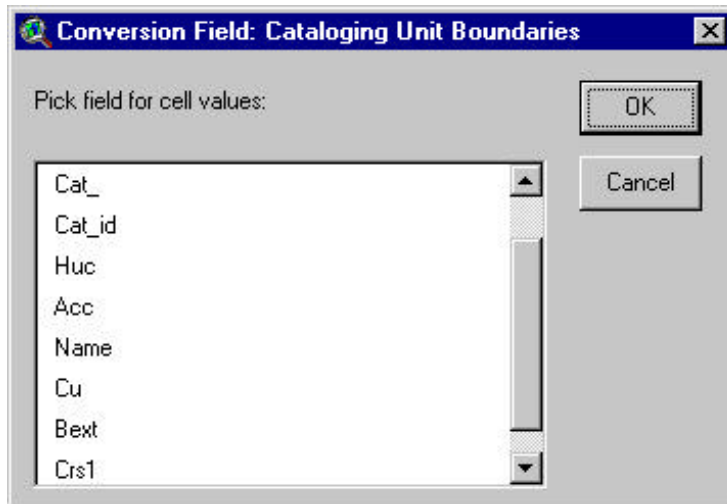 Conversion Field: Cataloging Unit Boundaries
Pick field for cell values:
OK
Cancel
Cat_
Cat_id
Huc
Acc
Name
Cu
Bext
Crs1